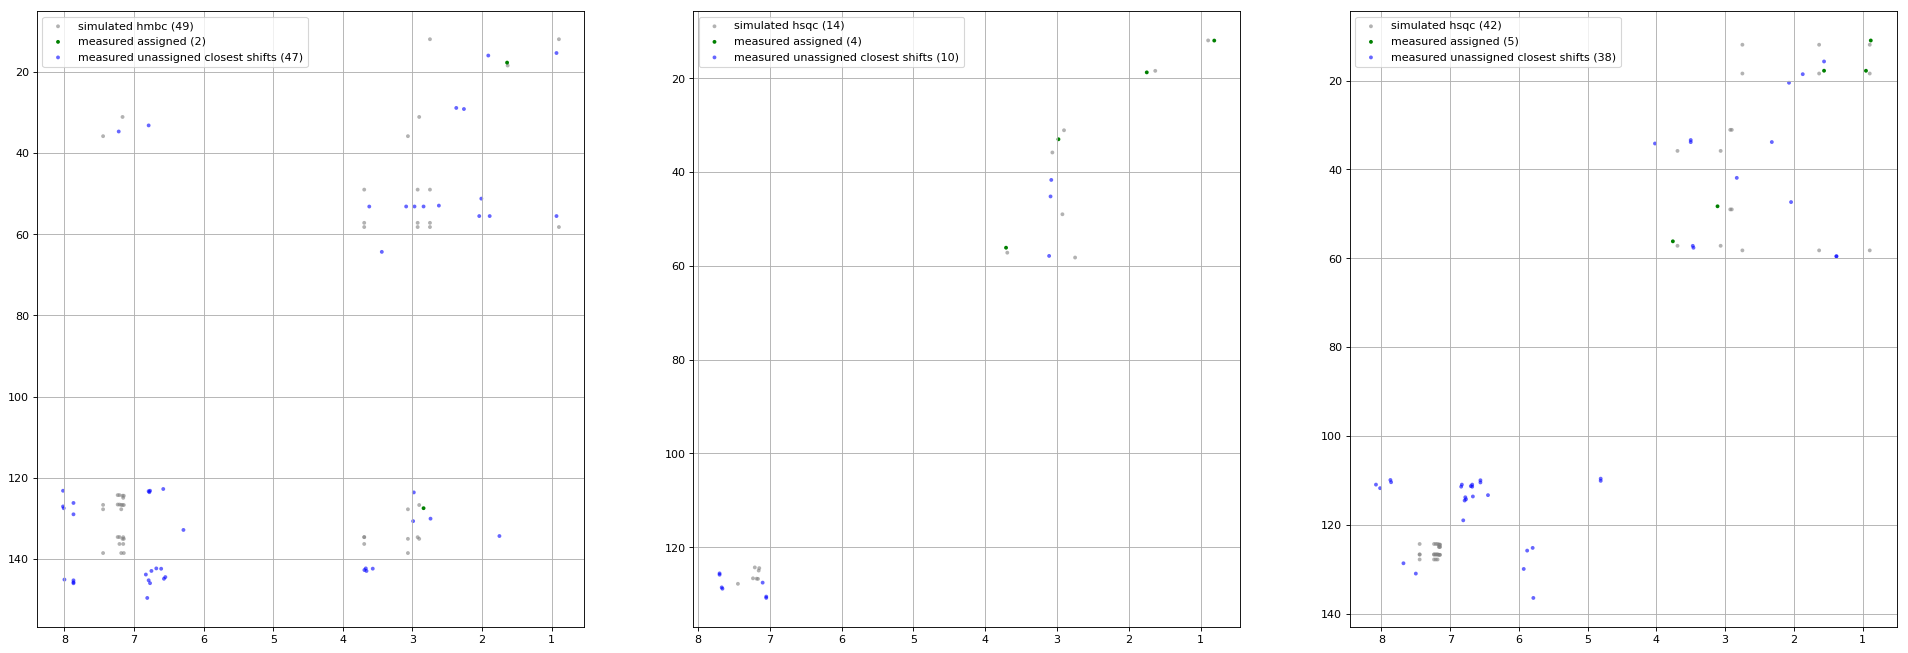 simulated hmbc (49)
measured assigned (2)
measured unassigned closest shifts (47)
20
40
60
80
100
120
140
8 7 6 5 4 3 2 1
simulated hsqc (14)
measured assigned (4)
measured unassigned closest shifts (10)
20
40
60
80
100
120
8 7 6 5 4 3 2 1
simulated hsqc (42)
measured assigned (5)
measured unassigned closest shifts (38)
20
40
60
80
100
120
140
8 7 6 5 4 3 2 1